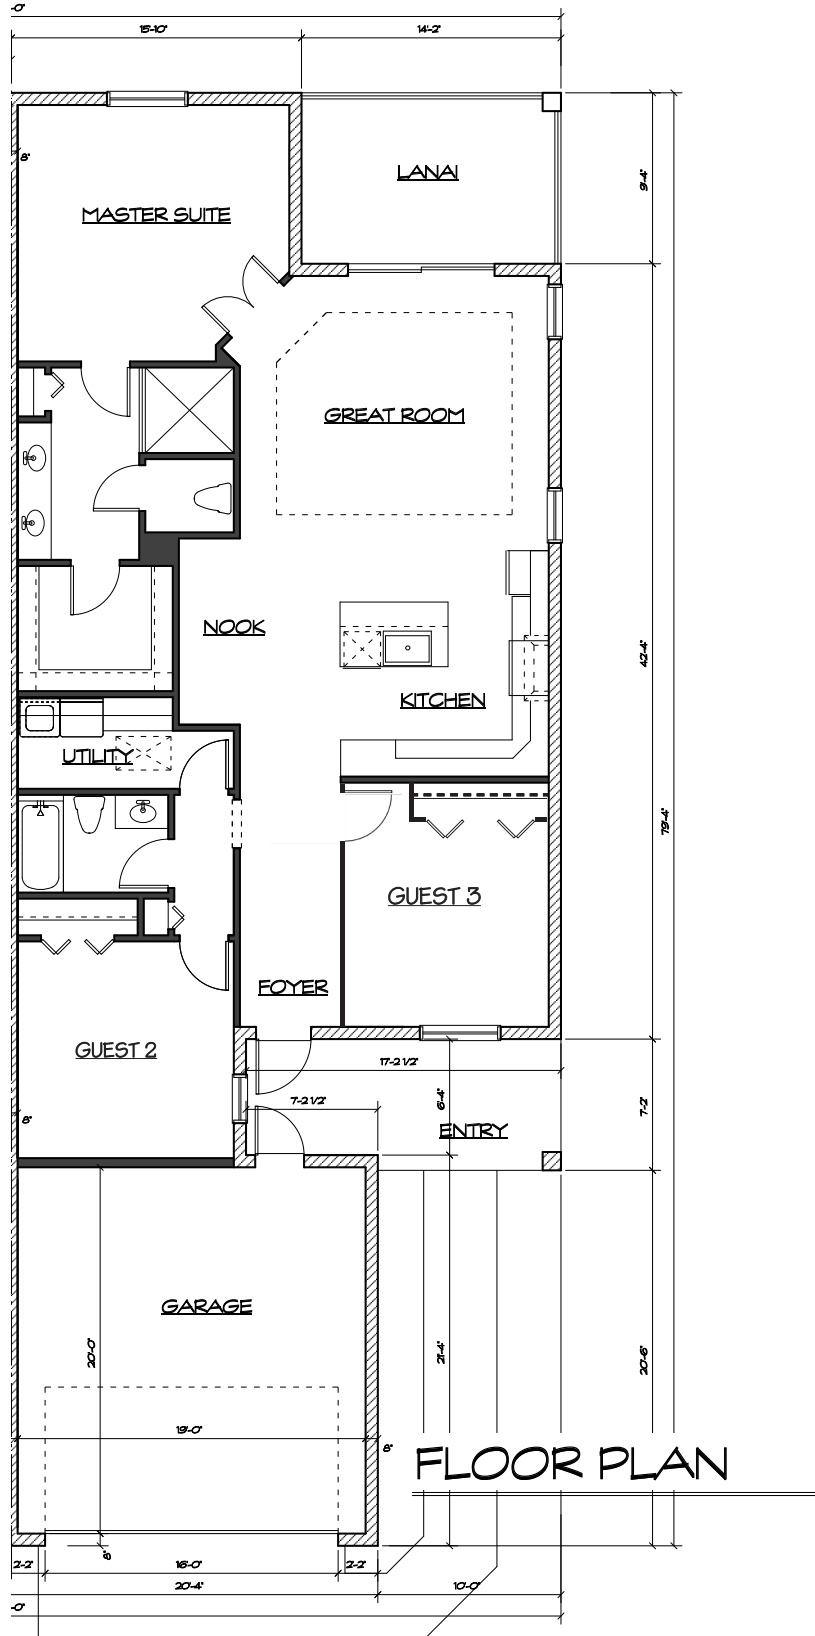 -0"
15'-10"
14'-2"
8"
LANAI
9'-4"
MASTER SUITE
GREAT ROOM
NOOK
42'-4"
KITCHEN
UTILITY
79'-4"
GUEST 3
FOYER
GUEST 2
17'-2 1/2"
7'-2 1/2"
6'-4"
7'-2"
8"
ENTRY
GARAGE
20'-0"
21'-4"
20'-6"
19'-0"
8"
FLOOR PLAN
8"
2'-2"
16'-0"
2'-2"
20'-4"
10'-0"
-0"